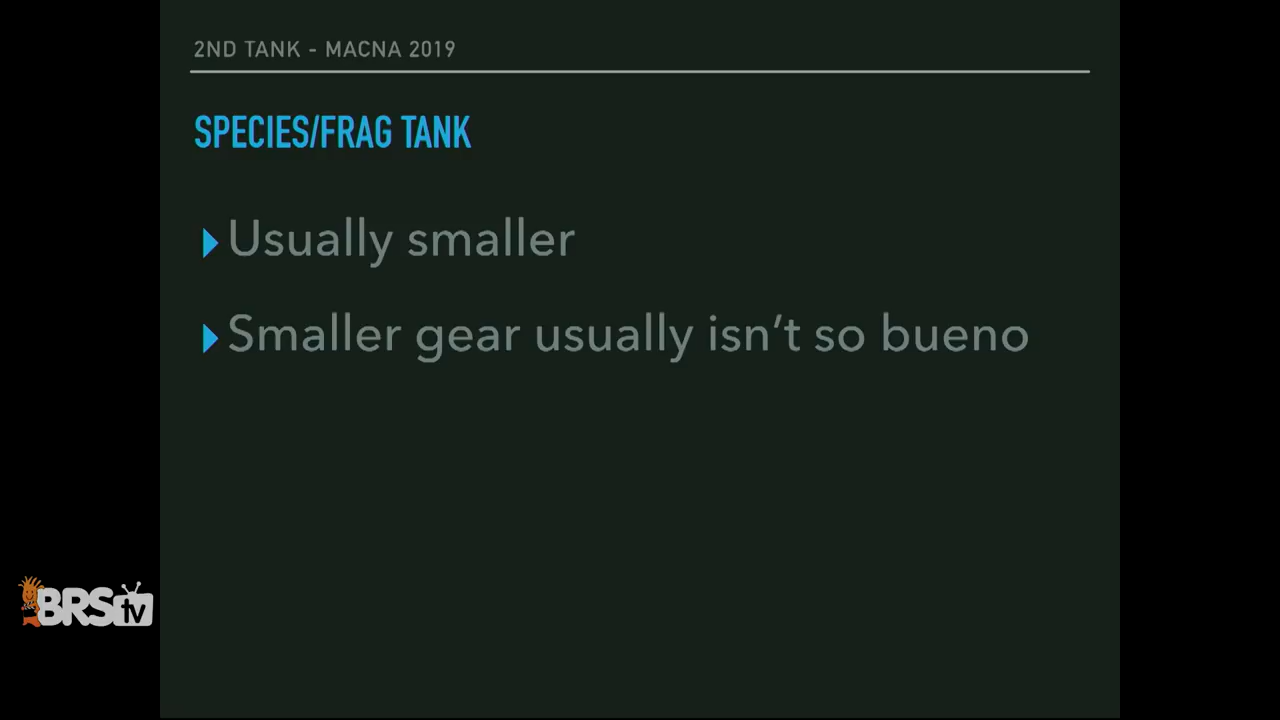 2ND TANK - MACNA 2019
SPECIES/FRAG TANK
Usually smaller
Smaller gear usually isn't so bueno
BRStv